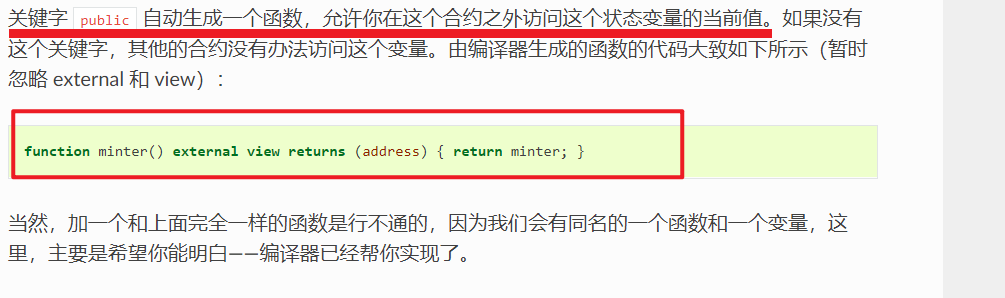 关键字 public 自动生成一个函数，允许你在这个合约之外访问这个状态变量的当前值。如果没有
这个关键字，其他的合约没有办法访问这个变量。由编译器生成的函数的代码大致如下所示（暂时
忽略 external 和 view）：
function minter() external view returns (address) { return minter; }
当然，加一个和上面完全一样的函数是行不通的，因为我们会有同名的一个函数和一个变量，这
里，主要是希望你能明白——编译器已经帮你实现了。